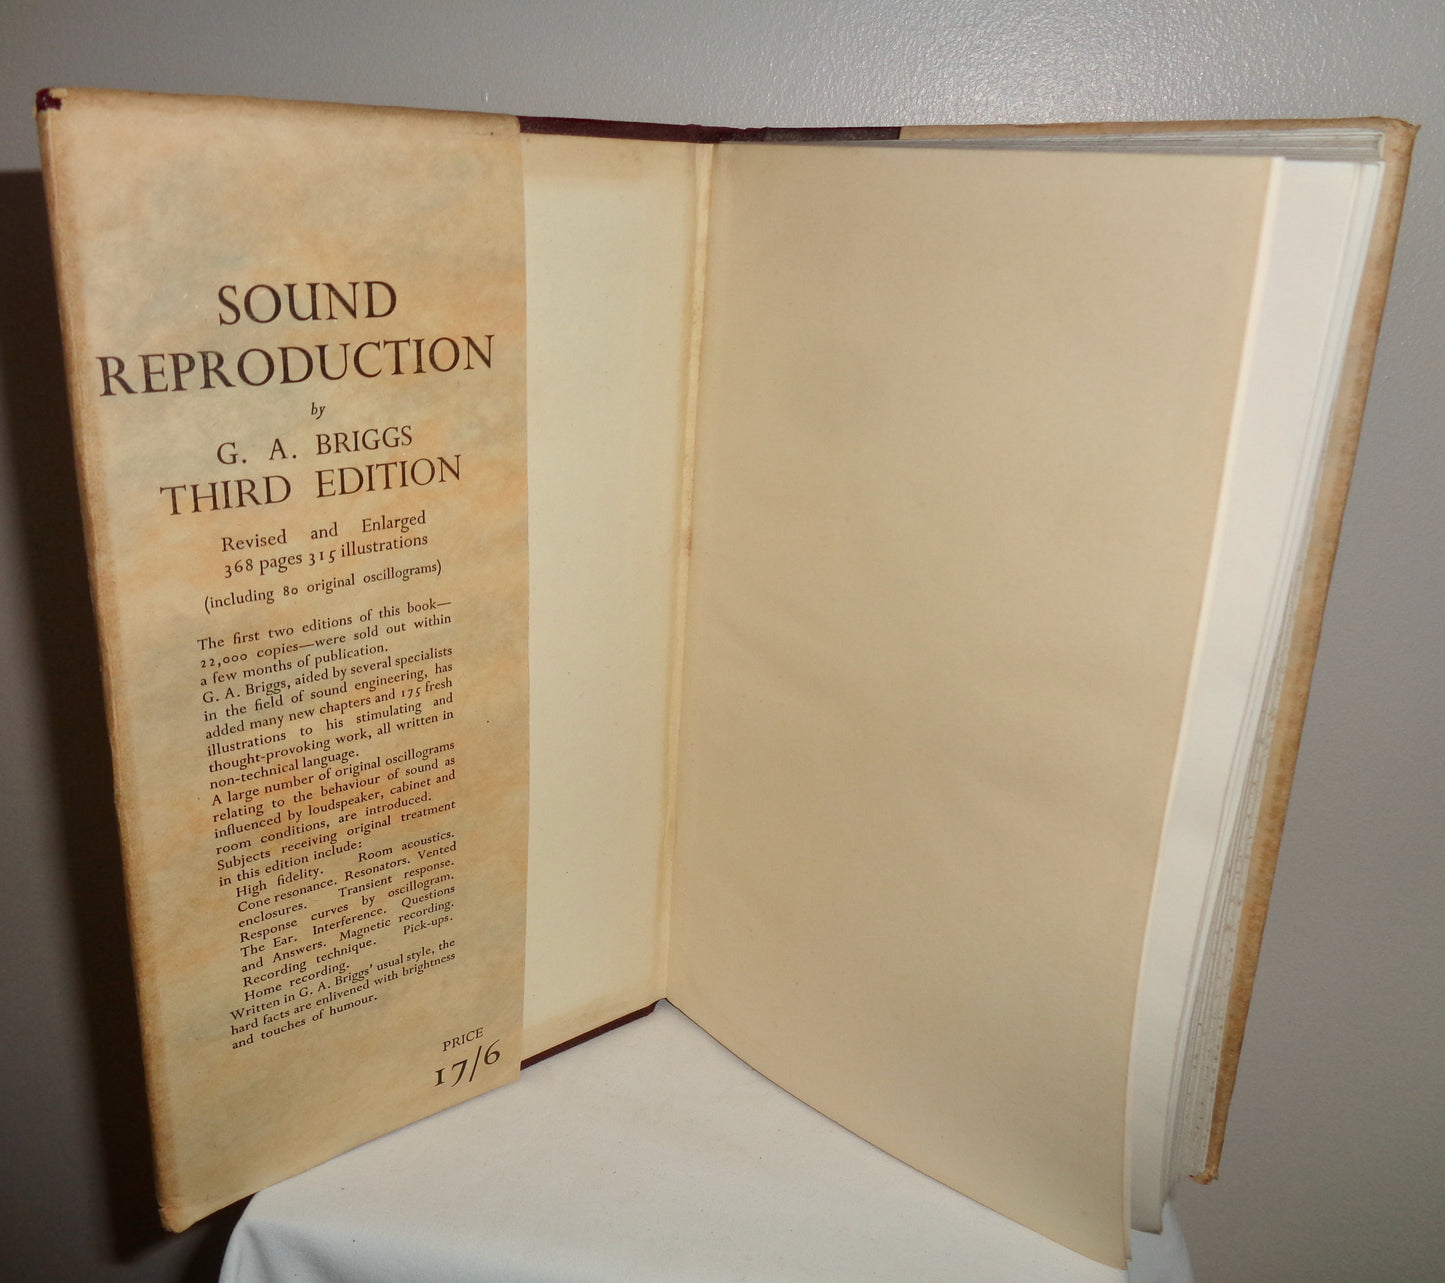 SOUND
REPRODUCTION
by
G. A. BRIGGS
THIRD EDITION
Revised and Enlarged
368 pages 315 illustrations
(including 80 original oscillograms)
The first two editions of this book—
22,000 copies—were sold out within
a few months of publication.
G. A. Briggs, aided by several specialists
in the field of sound engineering, has
added many new chapters and 175 fresh
illustrations to his stimulating and
thought-provoking work, all written in
non-technical language.
A large number of original oscillograms
relating to the behaviour of sound as
influenced by loudspeaker, cabinet and
room conditions, are introduced.
Subjects receiving original treatment
in this edition include:
High fidelity. Room acoustics.
Cone resonance. Resonators. Vented
enclosures. Transient response.
Response curves by oscillogram.
The Ear. Interference. Questions
and Answers. Magnetic recording.
Recording technique. Pick-ups.
Home recording.
Written in G. A. Briggs' usual style, the
hard facts are enlivened with brightness
and touches of humour.
PRICE
17/6